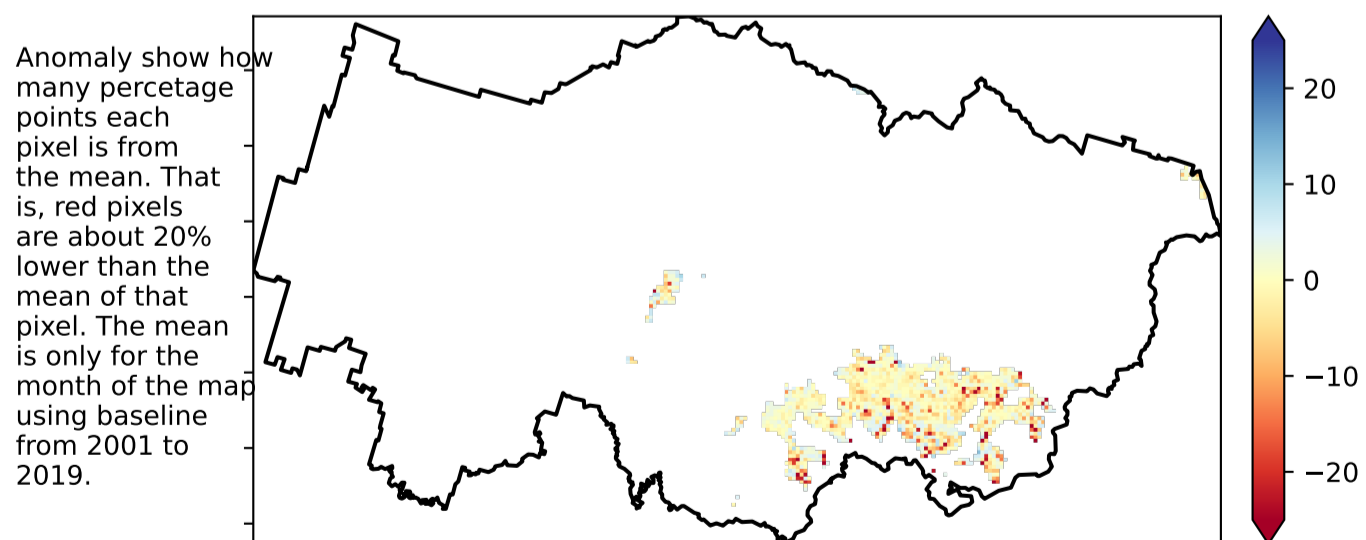 Anomaly show how
many percetage
points each
pixel is from
the mean. That
is, red pixels
are about 20%
lower than the
mean of that
pixel. The mean
is only for the
month of the map
using baseline
from 2001 to
2019.
20
10
0
−10
−20